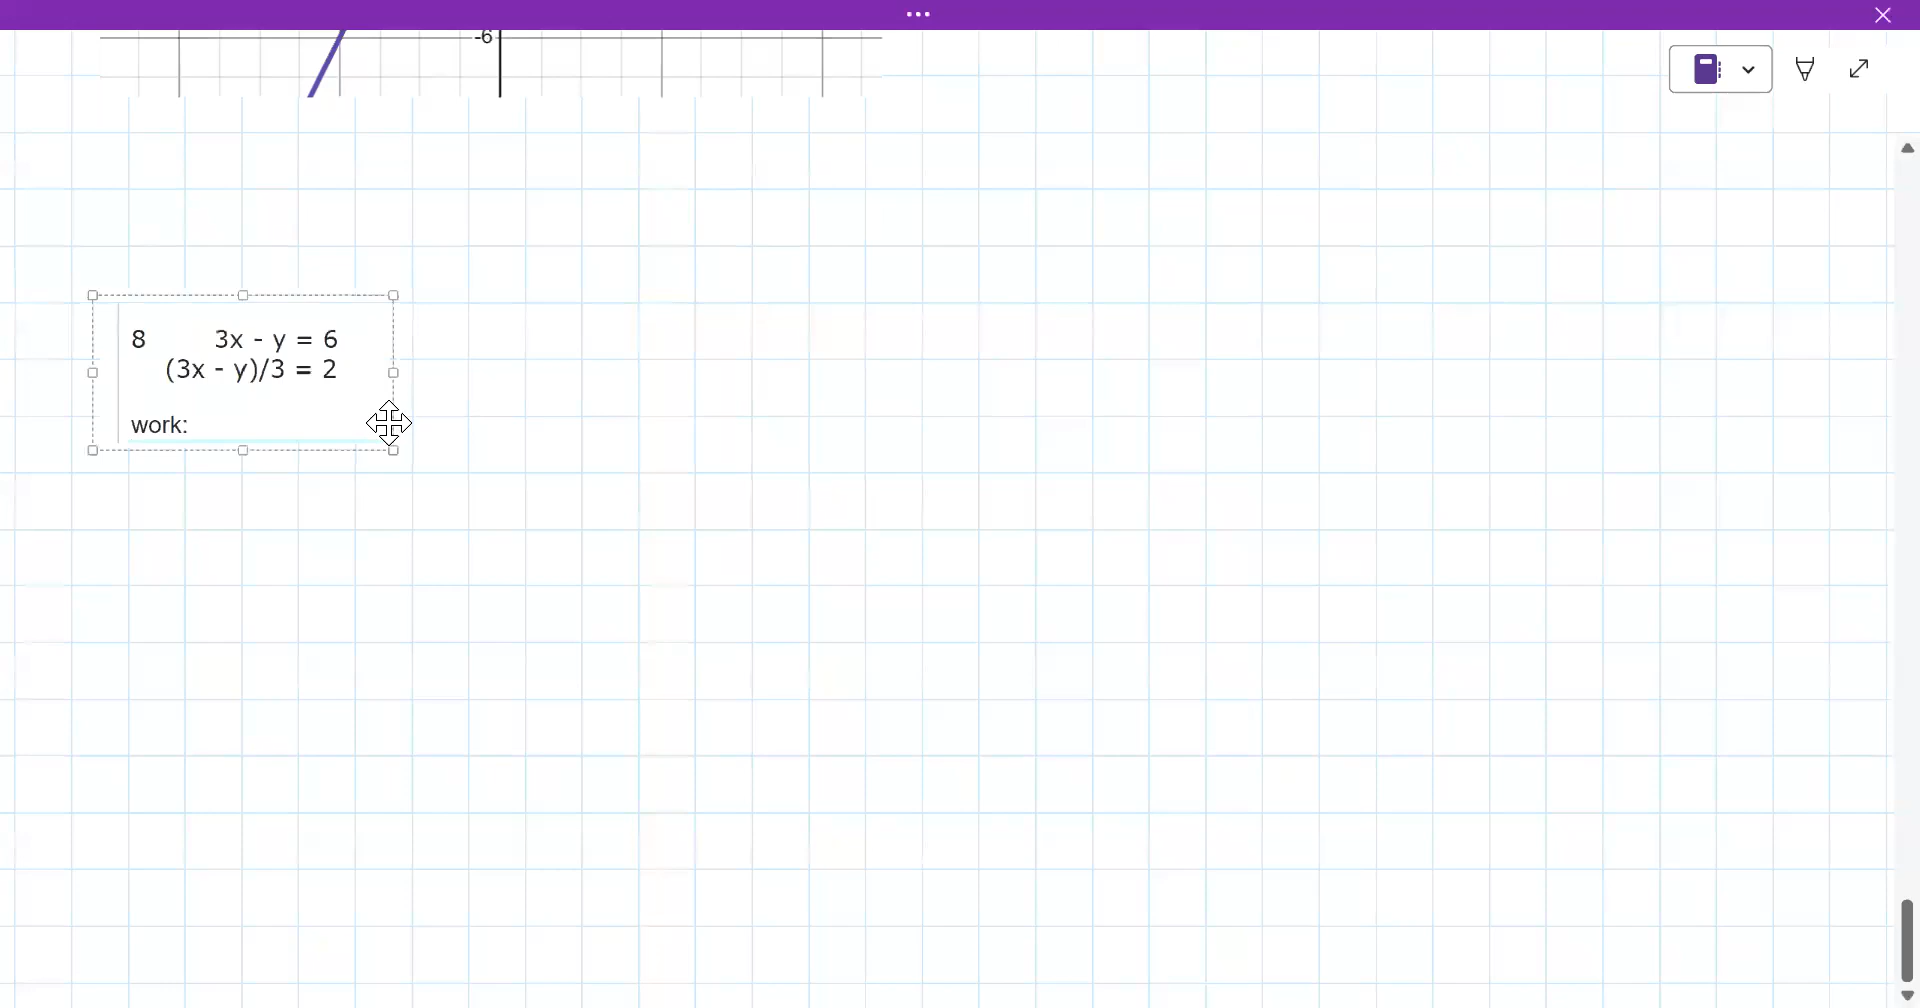 -6
8 3x - y = 6
(3x - y)/3 = 2
work: